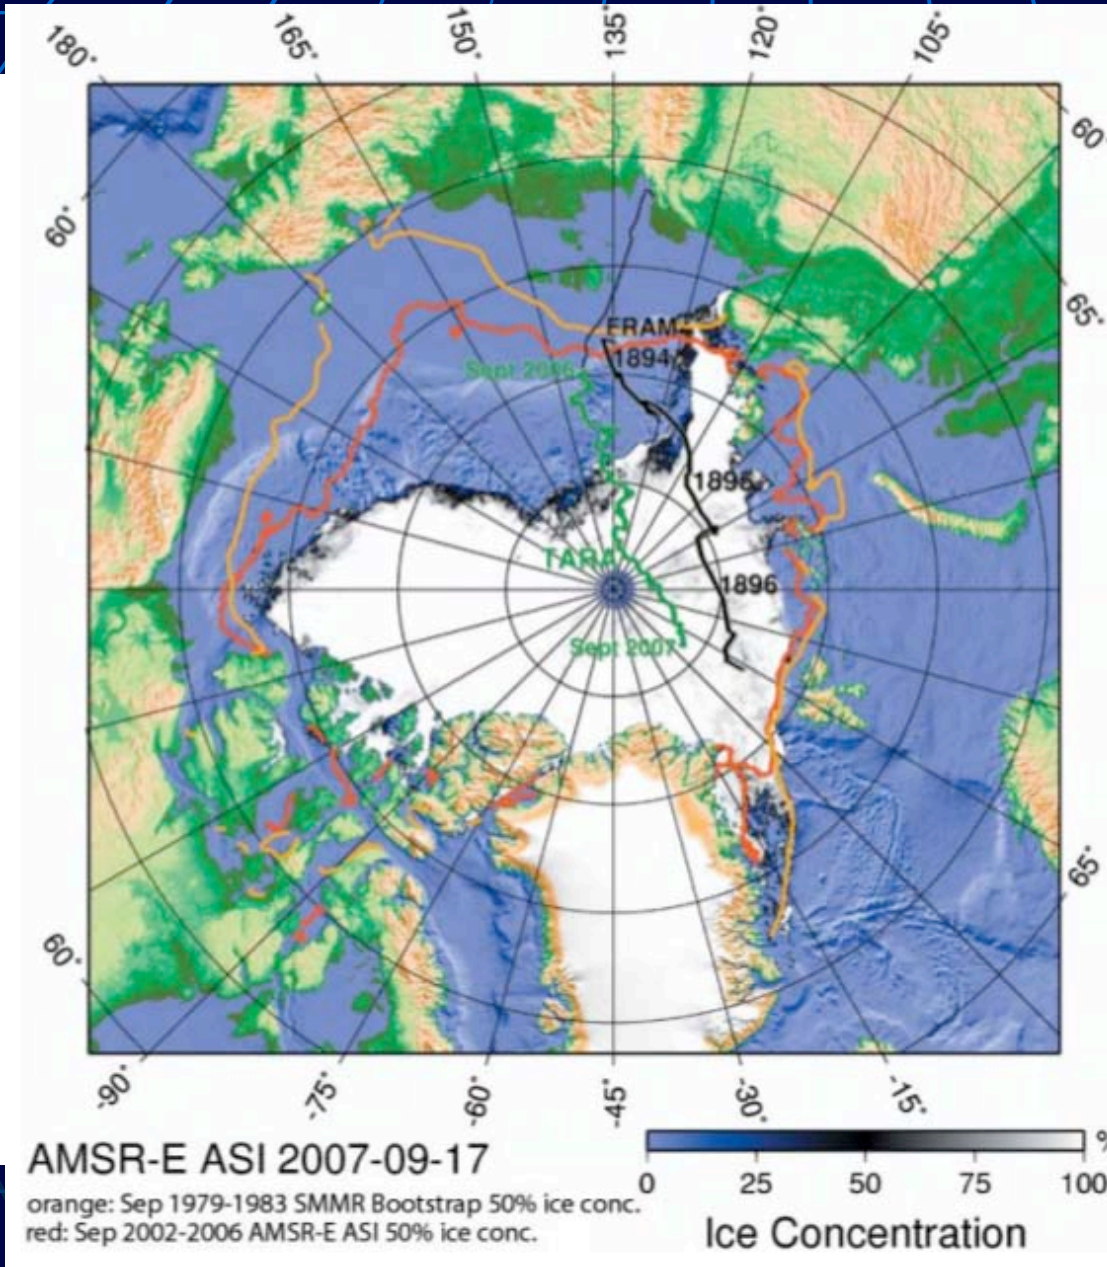 180° 165° 150° 135° 120° 105°
60°
60°
65°
FRAM
1894
Sept 2006
1895
TARA
1896
Sept 2007
65°
60°
-90° -75° -60° -45° -30° -15°
AMSR-E ASI 2007-09-17
orange: Sep 1979-1983 SMMR Bootstrap 50% ice conc.
red: Sep 2002-2006 AMSR-E ASI 50% ice conc.
%
0 25 50 75 100
Ice Concentration